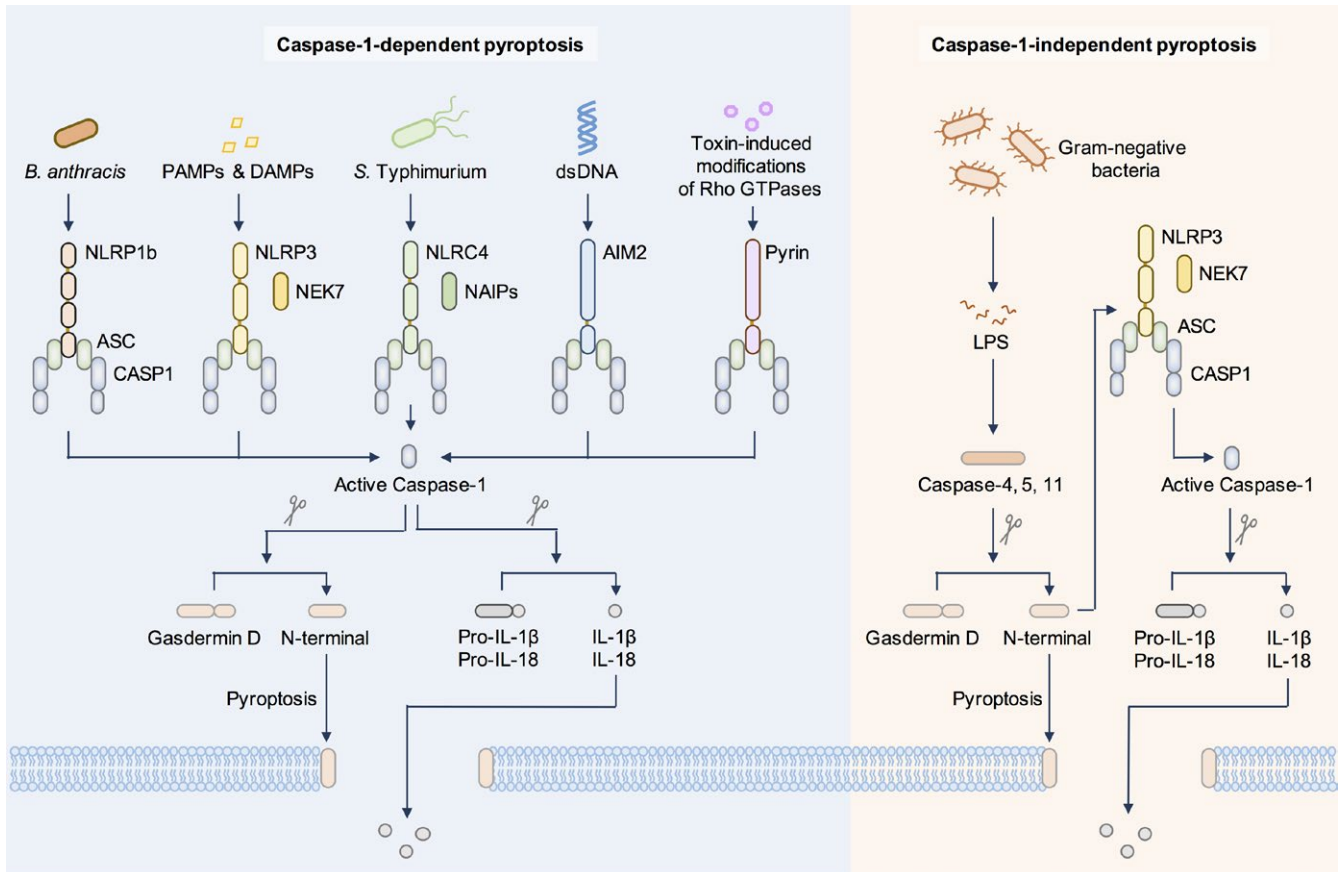 Caspase-1-dependent pyroptosis
B. anthracis
PAMPs & DAMPs
S. Typhimurium
dsDNA
Toxin-induced
modifications
of Rho GTPases
NLRP1b
NLRP3
NEK7
NLRC4
NAIPs
AIM2
Pyrin
ASC
CASP1
Active Caspase-1
Gasdermin D
N-terminal
Pro-IL-1β
Pro-IL-18
IL-1β
IL-18
Pyroptosis
Caspase-1-independent pyroptosis
Gram-negative
bacteria
LPS
NLRP3
NEK7
ASC
CASP1
Caspase-4, 5, 11
Active Caspase-1
Gasdermin D
N-terminal
Pro-IL-1β
Pro-IL-18
IL-1β
IL-18
Pyroptosis